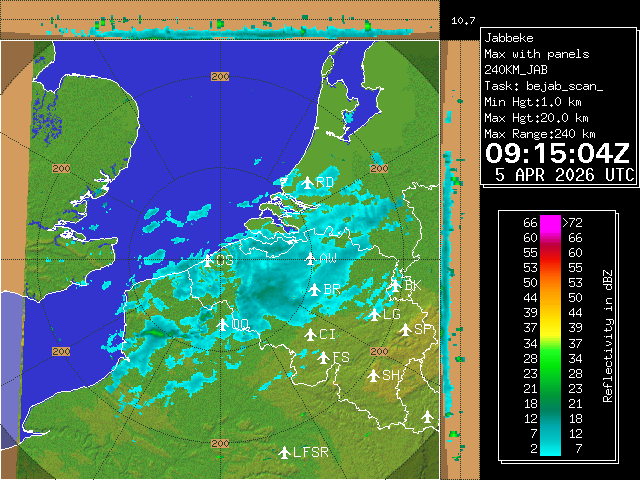 10.7
Jabbeke
Max with panels
240KM_JAB
Task: bejab_scan_
Min Hgt:1.0 km
Max Hgt:20.0 km
Max Range:240 km
09:15:04Z
5 APR 2026 UTC
200
200
200
RD
OS
AW
BR
BK
LG
QQ
CI
SP
200
FS
200
SH
200
LFSR
66 >72
60 66
55 60
53 55
50 53
44 50
39 44
37 39
34 37
28 34
23 28
21 23
18 21
12 18
7 12
2 7
Reflectivity in dBZ